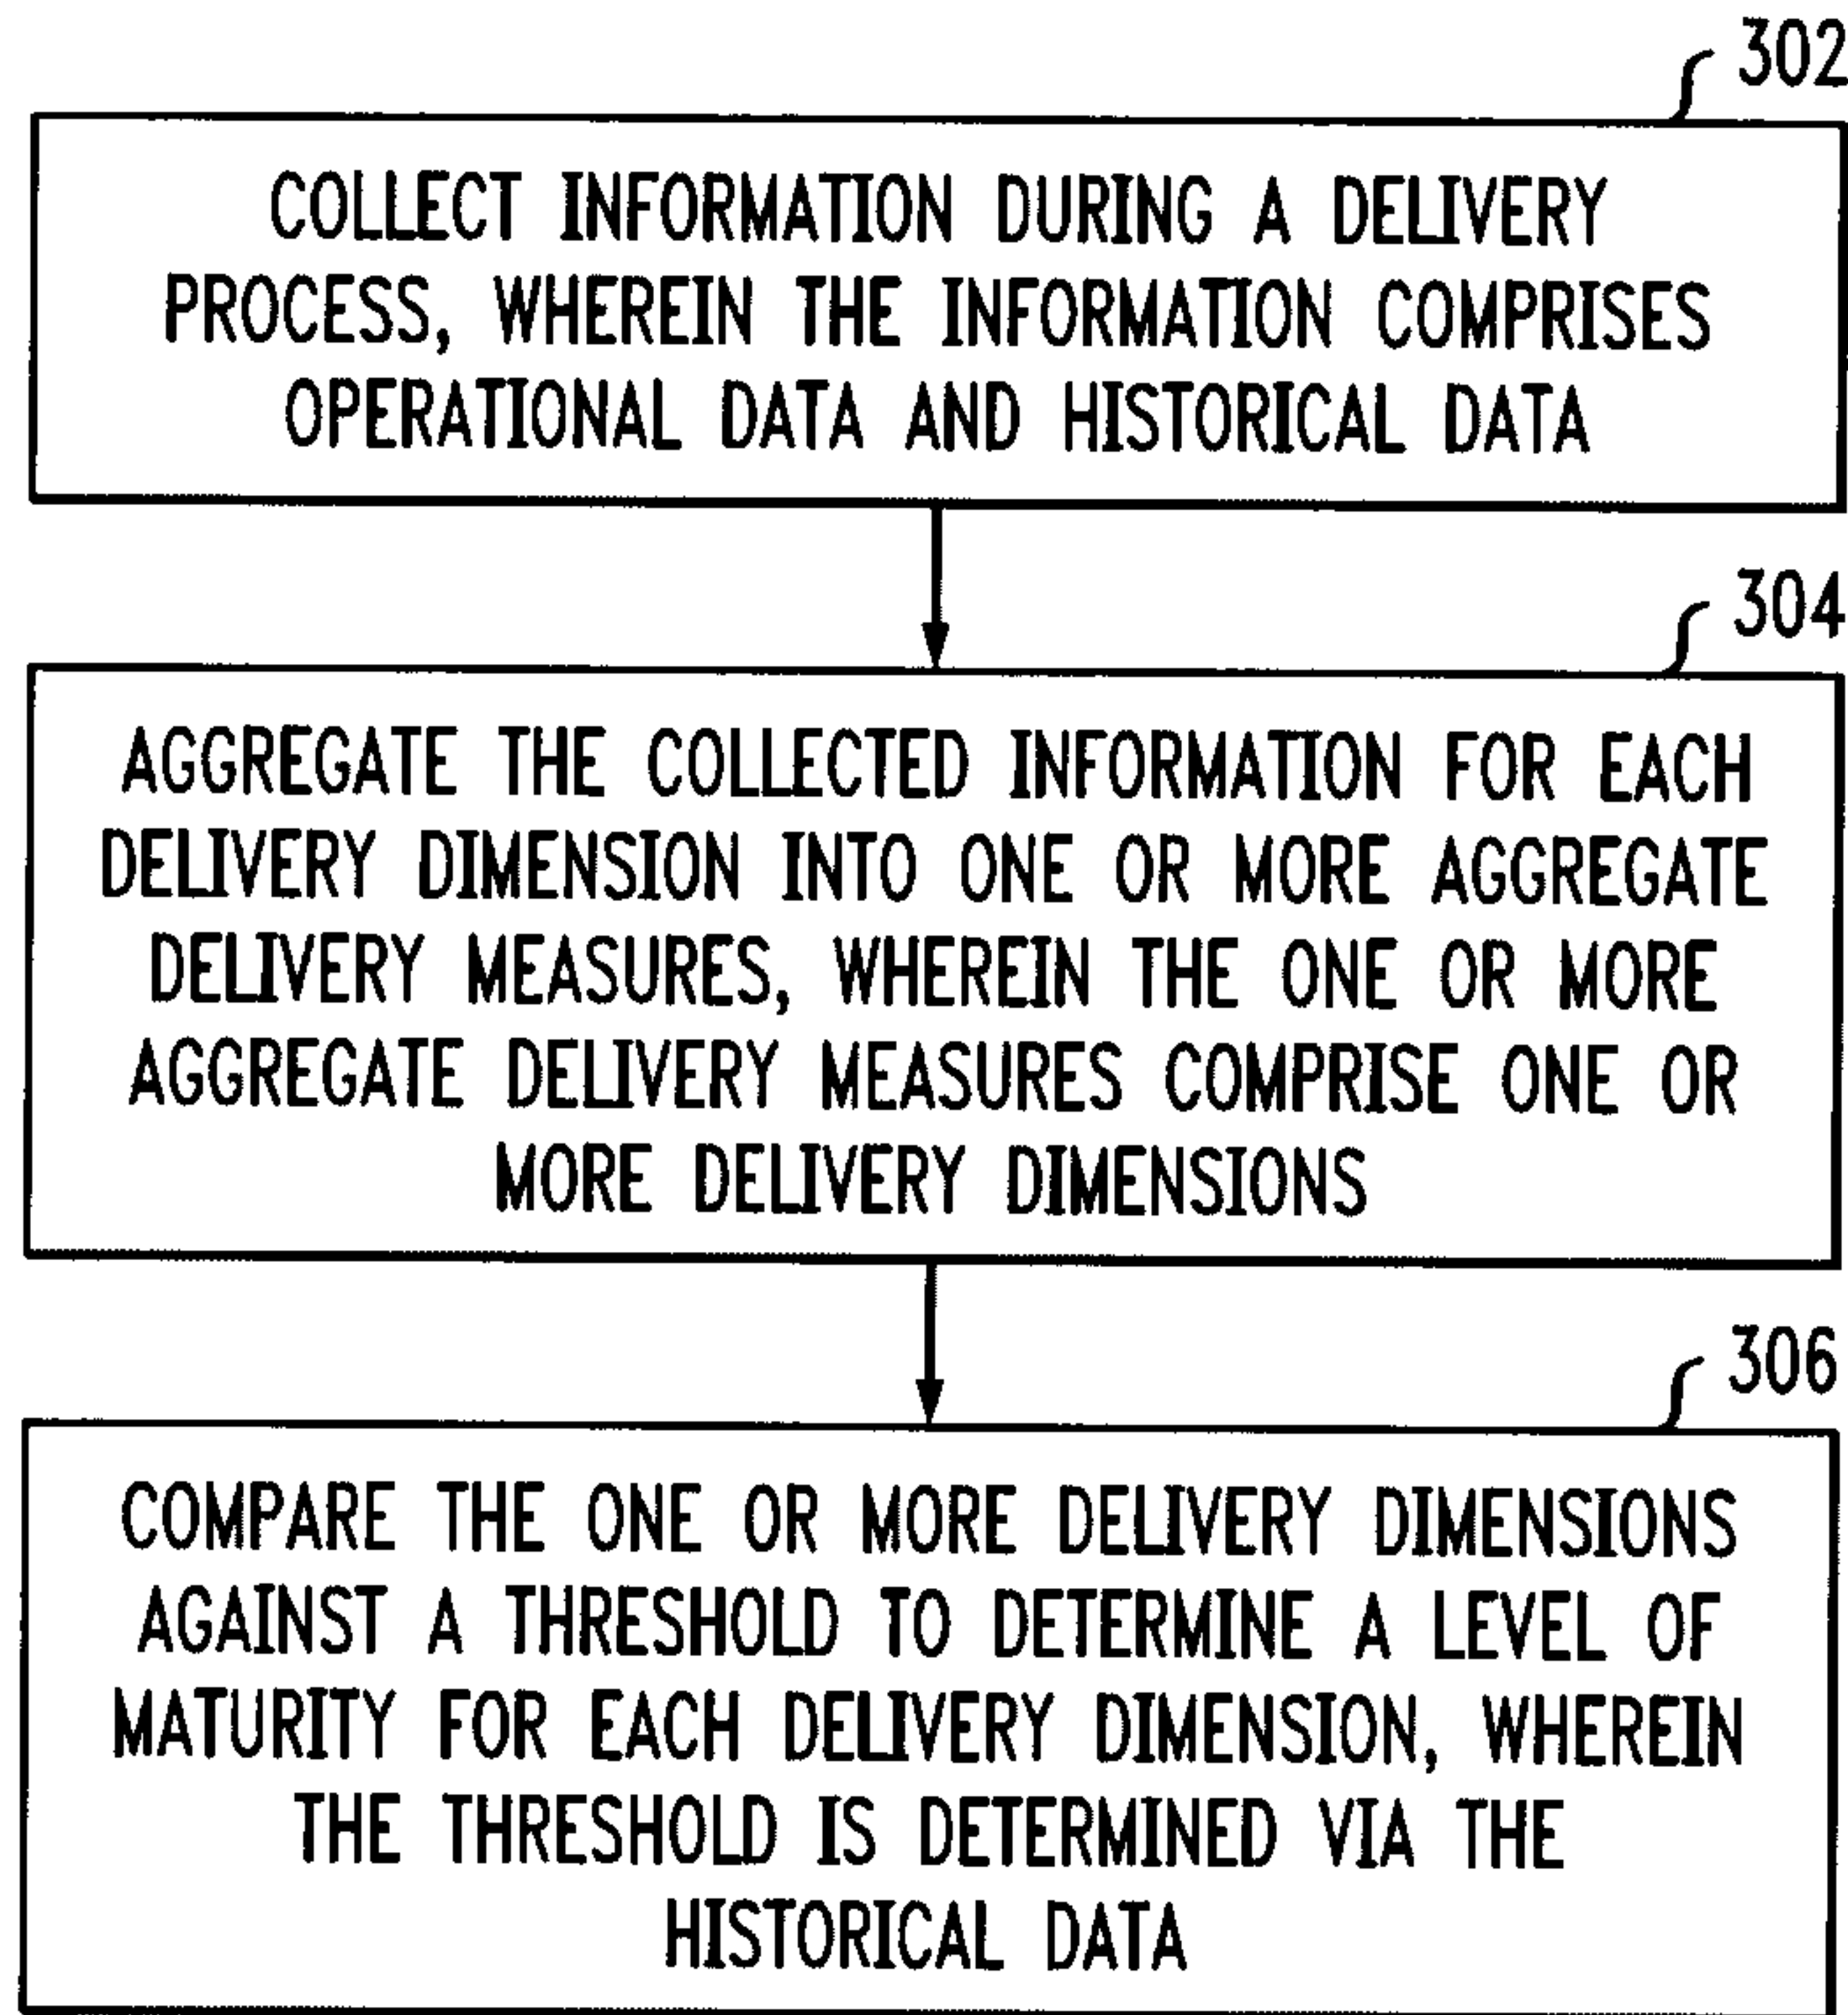 302
COLLECT INFORMATION DURING A DELIVERY
PROCESS, WHEREIN THE INFORMATION COMPRISES
OPERATIONAL DATA AND HISTORICAL DATA
304
AGGREGATE THE COLLECTED INFORMATION FOR EACH
DELIVERY DIMENSION INTO ONE OR MORE AGGREGATE
DELIVERY MEASURES, WHEREIN THE ONE OR MORE
AGGREGATE DELIVERY MEASURES COMPRISE ONE OR
MORE DELIVERY DIMENSIONS
306
COMPARE THE ONE OR MORE DELIVERY DIMENSIONS
AGAINST A THRESHOLD TO DETERMINE A LEVEL OF
MATURITY FOR EACH DELIVERY DIMENSION, WHEREIN
THE THRESHOLD IS DETERMINED VIA THE
HISTORICAL DATA